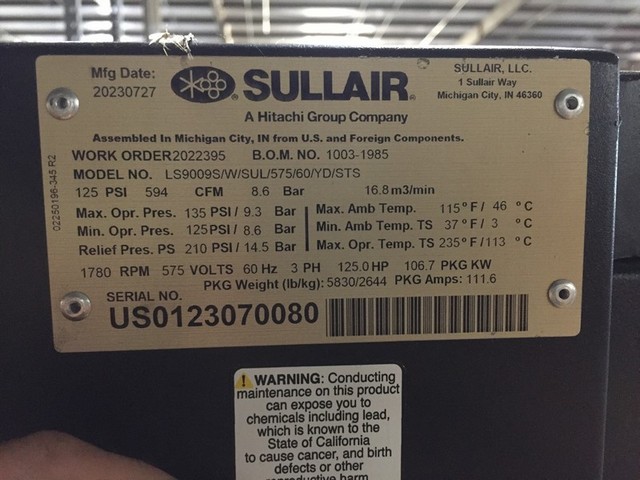 Mfg Date:
20230727
SULLAIR®
A Hitachi Group Company
SULLAIR, LLC.
1 Sullair Way
Michigan City, IN 46360
Assembled In Michigan City, IN from U.S. and Foreign Components.
WORK ORDER2022395 B.O.M. NO. 1003-1985
MODEL NO. LS9009S/W/SUL/575/60/YD/STS
125 PSI 594 CFM 8.6 Bar 16.8 m3/min
Max. Opr. Pres. 135 PSI / 9.3 Bar
Min. Opr. Pres. 125 PSI / 8.6 Bar
Relief Pres. PS 210 PSI / 14.5 Bar
Max. Amb Temp. 115° F / 46 °C
Min. Amb Temp. TS 37 ° F / 3 °C
Max. Opr. Temp. TS 235° F / 113 °C
1780 RPM 575 VOLTS 60 Hz 3 PH 125.0 HP 106.7 PKG KW
PKG Weight (lb/kg): 5830/2644 PKG Amps: 111.6
SERIAL NO.
US0123070080
02250196-345 R2
WARNING: Conducting
maintenance on this product
can expose you to
chemicals including lead,
which is known to the
State of California
to cause cancer, and birth
defects or other
reproductive harm.